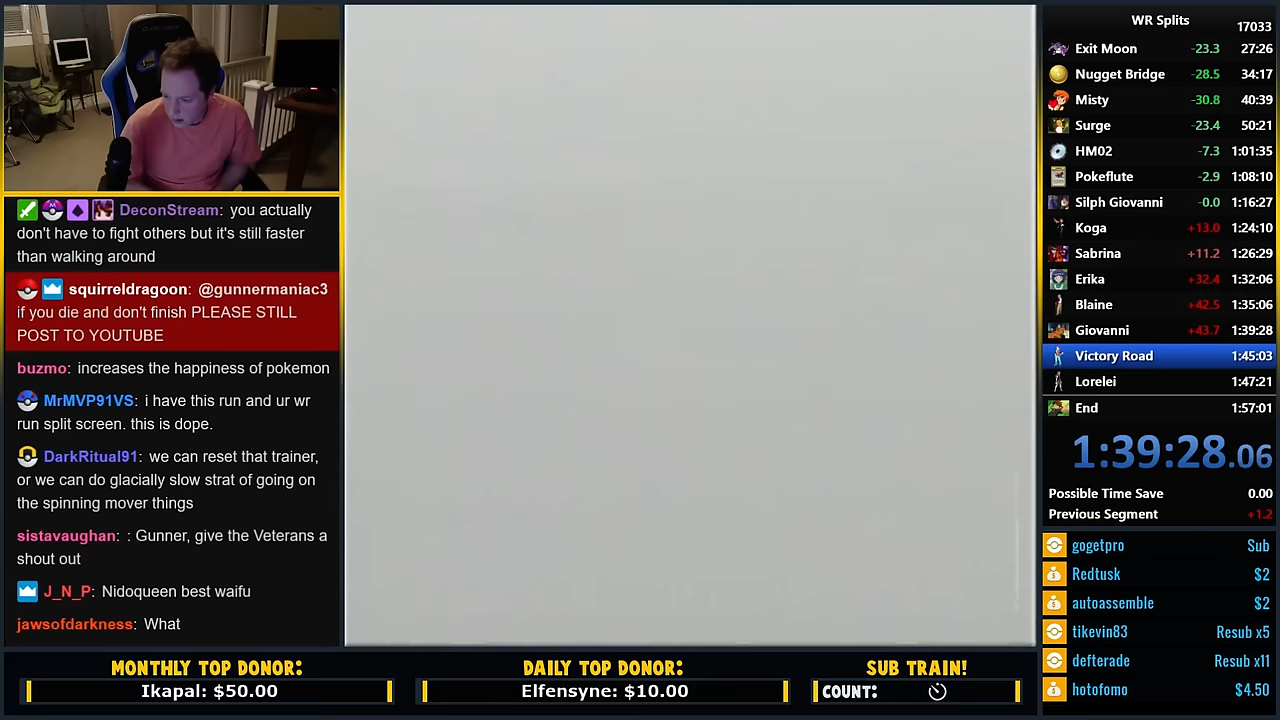 DeconStream: you actually
don't have to fight others but it's still faster
than walking around
squirreldragoon: @gunnermaniac3
if you die and don't finish PLEASE STILL
POST TO YOUTUBE
buzmo: increases the happiness of pokemon
MrMVP91VS: i have this run and ur wr
run split screen. this is dope.
DarkRitual91: we can reset that trainer,
or we can do glacially slow strat of going on
the spinning mover things
sistavaughan: : Gunner, give the Veterans a
shout out
J_N_P: Nidoqueen best waifu
jawsofdarkness: What
WR Splits 17033
Exit Moon -23.3 27:26
Nugget Bridge -28.5 34:17
Misty -30.8 40:39
Surge -23.4 50:21
HM02 -7.3 1:01:35
Pokeflute -2.9 1:08:10
Silph Giovanni -0.0 1:16:27
Koga +13.0 1:24:10
Sabrina +11.2 1:26:29
Erika +32.4 1:32:06
Blaine +42.5 1:35:06
Giovanni +43.7 1:39:28
Victory Road 1:45:03
Lorelei 1:47:21
End 1:57:01
1:39:28.06
Possible Time Save 0.00
Previous Segment +1.2
gogetpro Sub
Redtusk $2
autoassemble $2
tikevin83 Resub x5
defterade Resub x11
hotofomo $4.50
MONTHLY TOP DONOR:
Ikapal: $50.00
DAILY TOP DONOR:
Elfensyne: $10.00
SUB TRAIN!
COUNT: